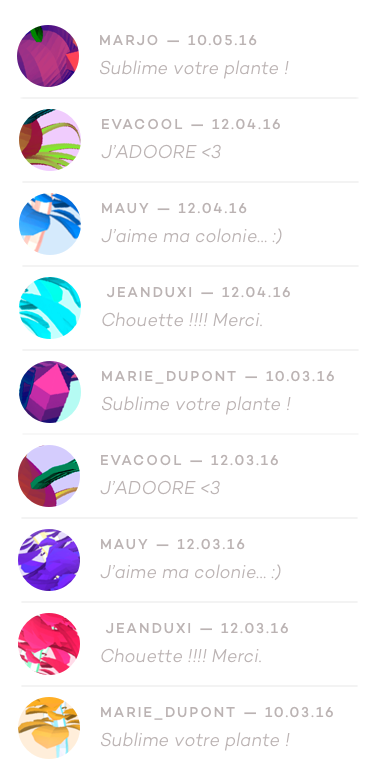 MARJO — 10.05.16
Sublime votre plante !
EVACOOL — 12.04.16
J'ADOORE <3
MAUY — 12.04.16
J'aime ma colonie... :)
JEANDUXI — 12.04.16
Chouette !!!! Merci.
MARIE_DUPONT — 10.03.16
Sublime votre plante !
EVACOOL — 12.03.16
J'ADOORE <3
MAUY — 12.03.16
J'aime ma colonie... :)
JEANDUXI — 12.03.16
Chouette !!!! Merci.
MARIE_DUPONT — 10.03.16
Sublime votre plante !